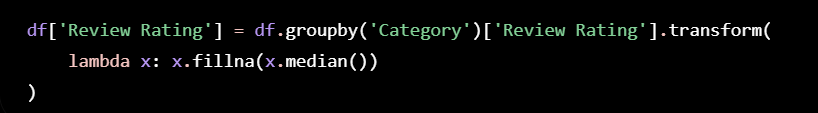 df['Review Rating'] = df.groupby('Category')['Review Rating'].transform(
    lambda x: x.fillna(x.median())
)